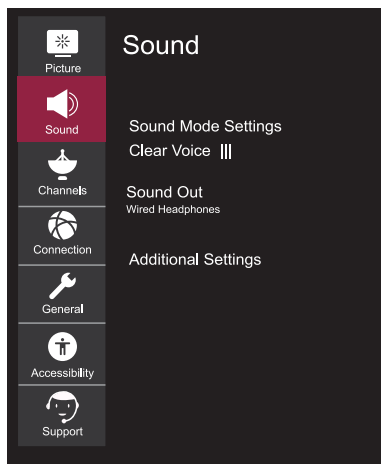 Picture
Sound
Channels
Connection
General
Accessibility
Support
Sound
Sound Mode Settings
Clear Voice |||
Sound Out
Wired Headphones
Additional Settings